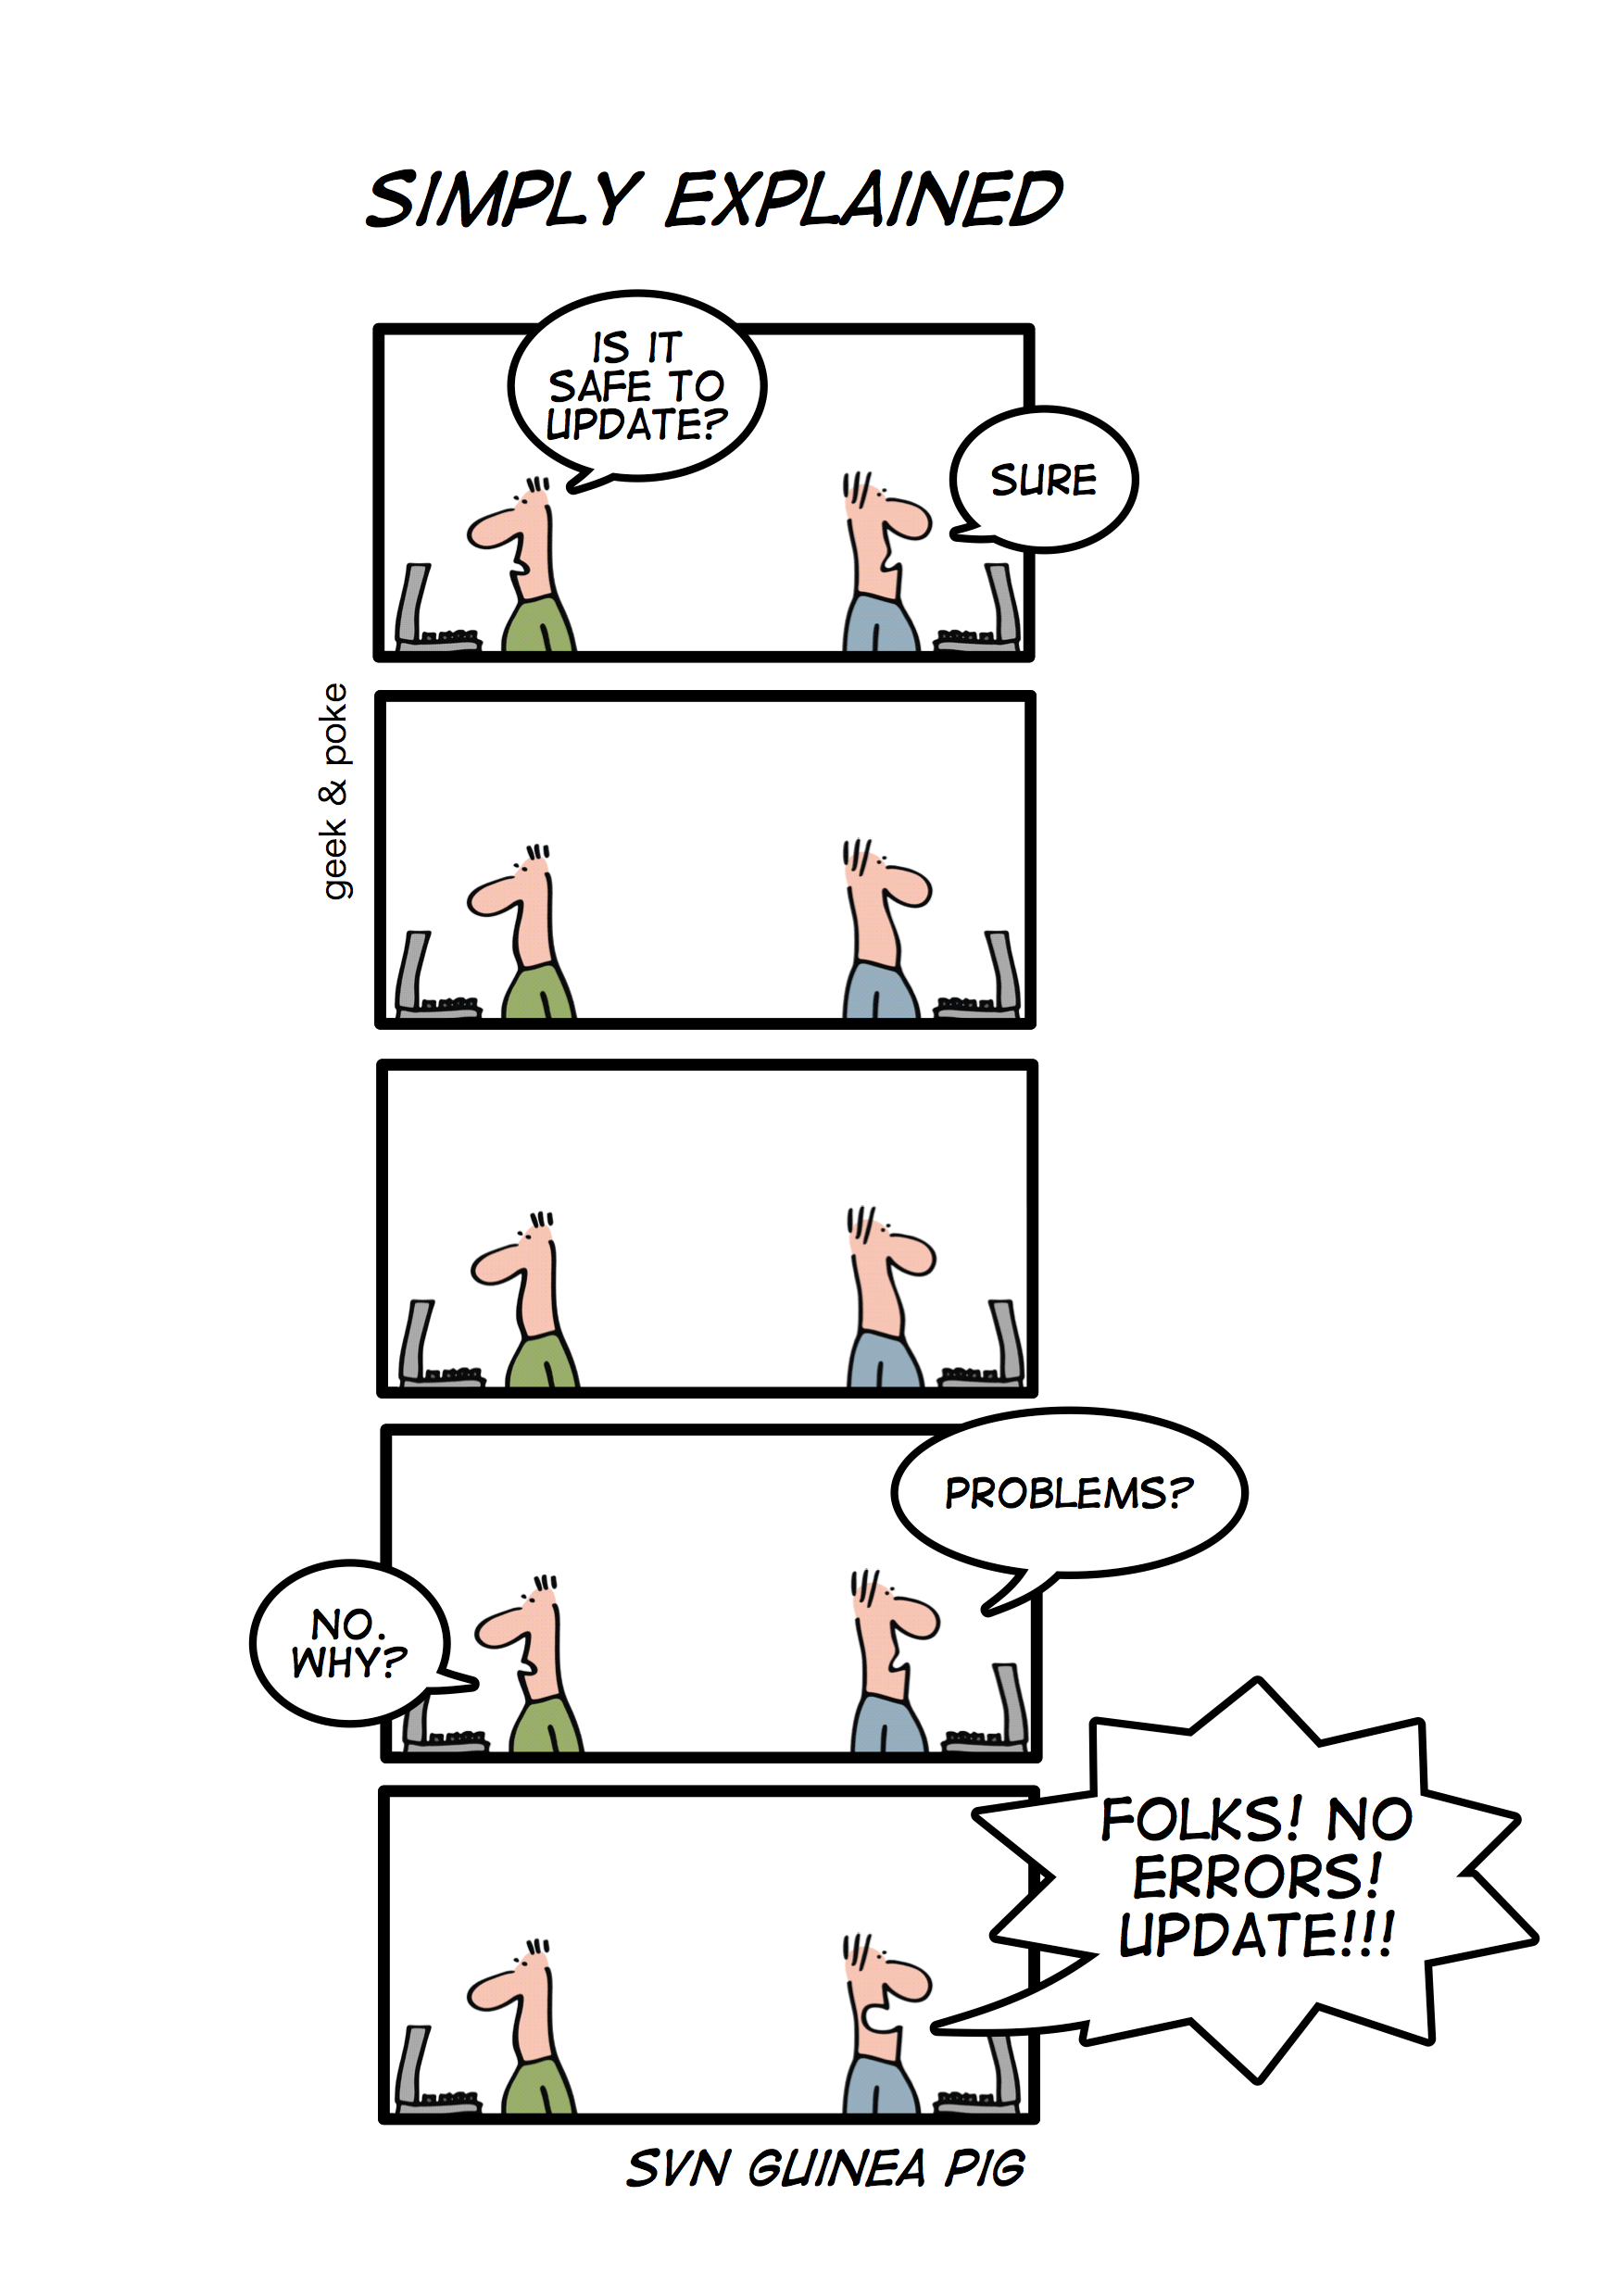 SIMPLY EXPLAINED
IS IT
SAFE TO
UPDATE?
SURE
geek & poke
PROBLEMS?
NO.
WHY?
FOLKS! NO
ERRORS!
UPDATE!!!
SVN GUINEA PIG